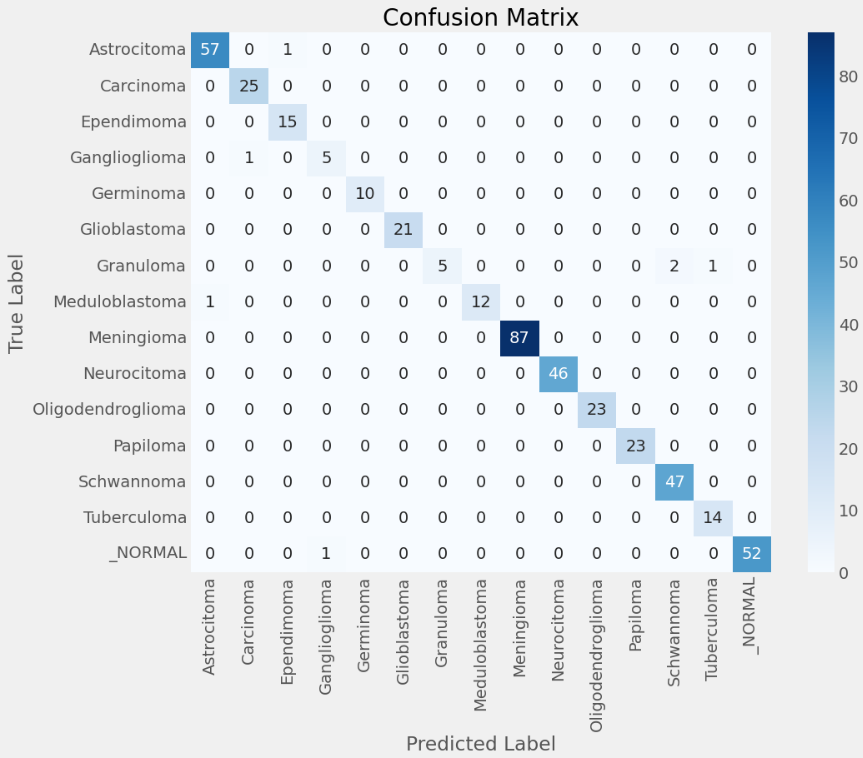 Confusion Matrix
Astrocitoma 57 0 1 0 0 0 0 0 0 0 0 0 0 0 0
Carcinoma 0 25 0 0 0 0 0 0 0 0 0 0 0 0 0
Ependimoma 0 0 15 0 0 0 0 0 0 0 0 0 0 0 0
Ganglioglioma 0 1 0 5 0 0 0 0 0 0 0 0 0 0 0
Germinoma 0 0 0 0 10 0 0 0 0 0 0 0 0 0 0
Glioblastoma 0 0 0 0 0 21 0 0 0 0 0 0 0 0 0
Granuloma 0 0 0 0 0 0 5 0 0 0 0 0 2 1 0
Meduloblastoma 1 0 0 0 0 0 0 12 0 0 0 0 0 0 0
Meningioma 0 0 0 0 0 0 0 0 87 0 0 0 0 0 0
Neurocitoma 0 0 0 0 0 0 0 0 0 46 0 0 0 0 0
Oligodendroglioma 0 0 0 0 0 0 0 0 0 0 23 0 0 0 0
Papiloma 0 0 0 0 0 0 0 0 0 0 0 23 0 0 0
Schwannoma 0 0 0 0 0 0 0 0 0 0 0 0 47 0 0
Tuberculoma 0 0 0 0 0 0 0 0 0 0 0 0 0 14 0
_NORMAL 0 0 0 1 0 0 0 0 0 0 0 0 0 0 52
True Label
Astrocitoma
Carcinoma
Ependimoma
Ganglioglioma
Germinoma
Glioblastoma
Granuloma
Meduloblastoma
Meningioma
Neurocitoma
Oligodendroglioma
Papiloma
Schwannoma
Tuberculoma
_NORMAL
Predicted Label
80
70
60
50
40
30
20
10
0